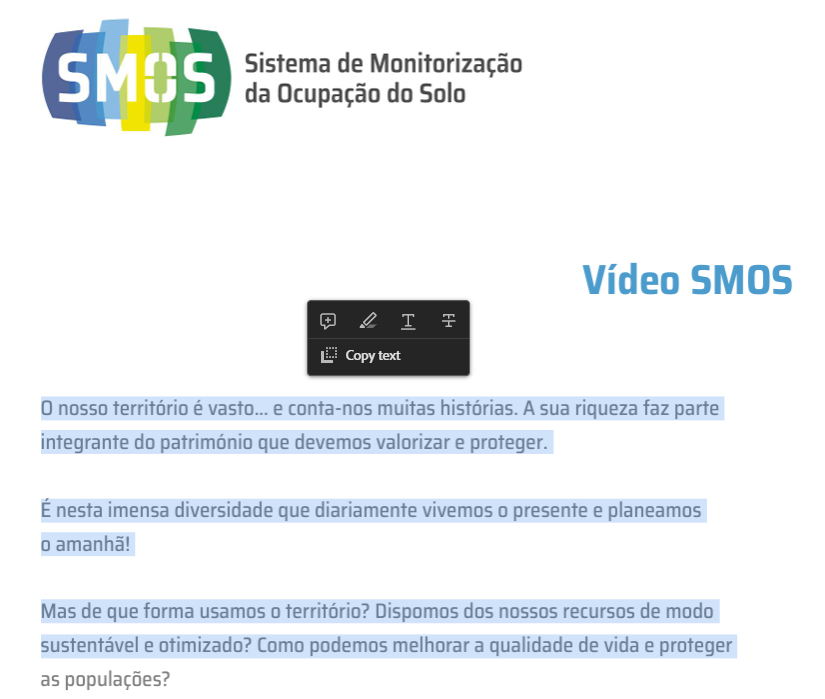 SMOS
Sistema de Monitorização
da Ocupação do Solo
Vídeo SMOS
Copy text
O nosso território é vasto... e conta-nos muitas histórias. A sua riqueza faz parte
integrante do património que devemos valorizar e proteger.
É nesta imensa diversidade que diariamente vivemos o presente e planeamos
o amanhã!
Mas de que forma usamos o território? Dispomos dos nossos recursos de modo
sustentável e otimizado? Como podemos melhorar a qualidade de vida e proteger
as populações?